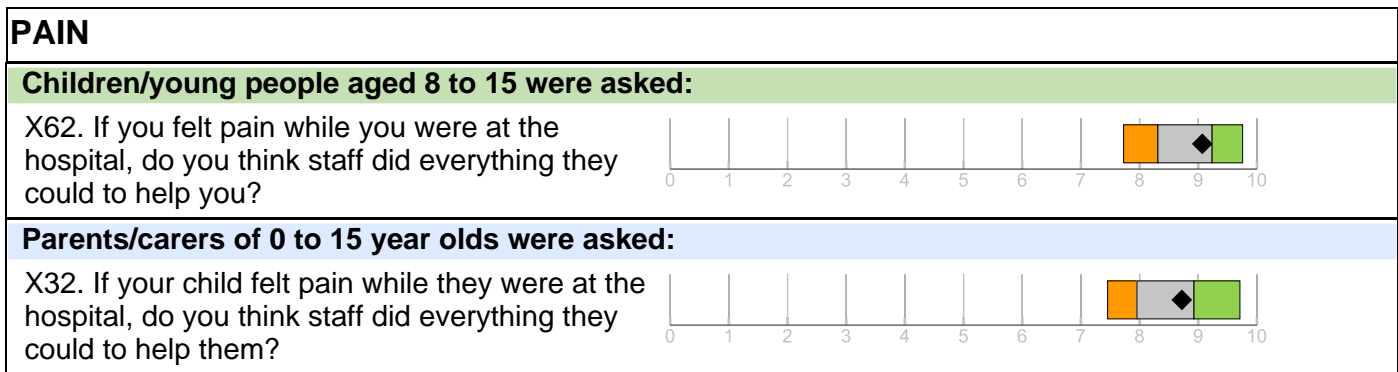 PAIN
Children/young people aged 8 to 15 were asked:
X62. If you felt pain while you were at the
hospital, do you think staff did everything they
could to help you?
0 1 2 3 4 5 6 7 8 9 10
Parents/carers of 0 to 15 year olds were asked:
X32. If your child felt pain while they were at the
hospital, do you think staff did everything they
could to help them?
0 1 2 3 4 5 6 7 8 9 10